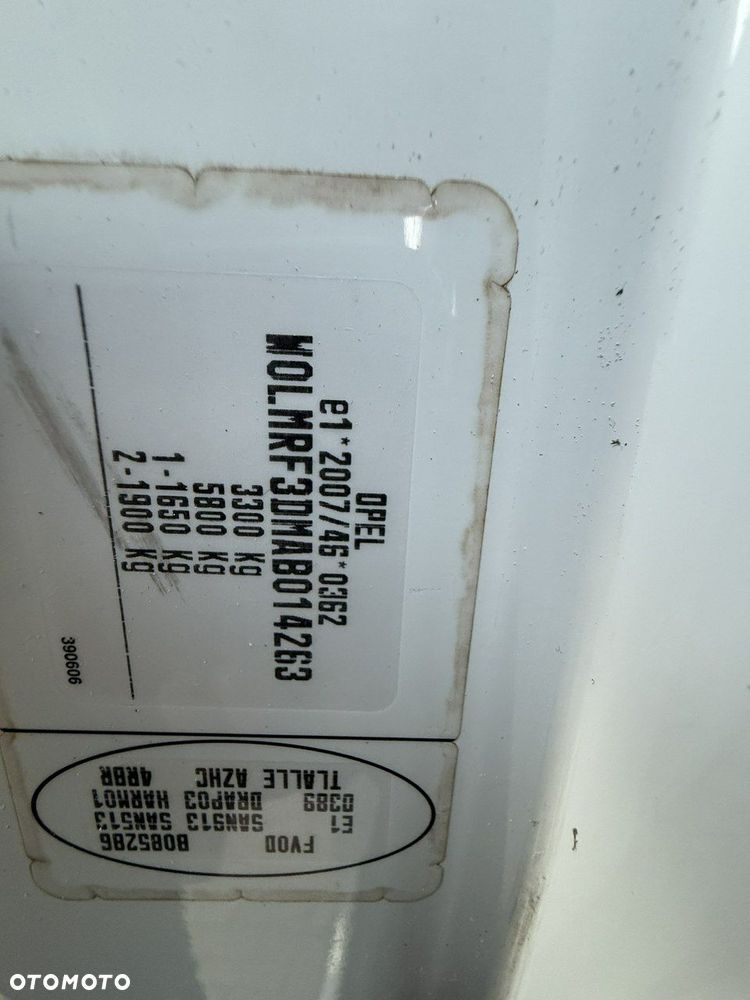 OPEL
e1*2007/46*0362
W0LMRF3DMAB014263
3300 kg
5800 kg
1-1650 kg
2-1900 kg
390606
FVOD B085286
E1 SAN913 SAN513
0389 DRAP03 HARM01
TLALLE AZHC 4RBR
OTOMOTO